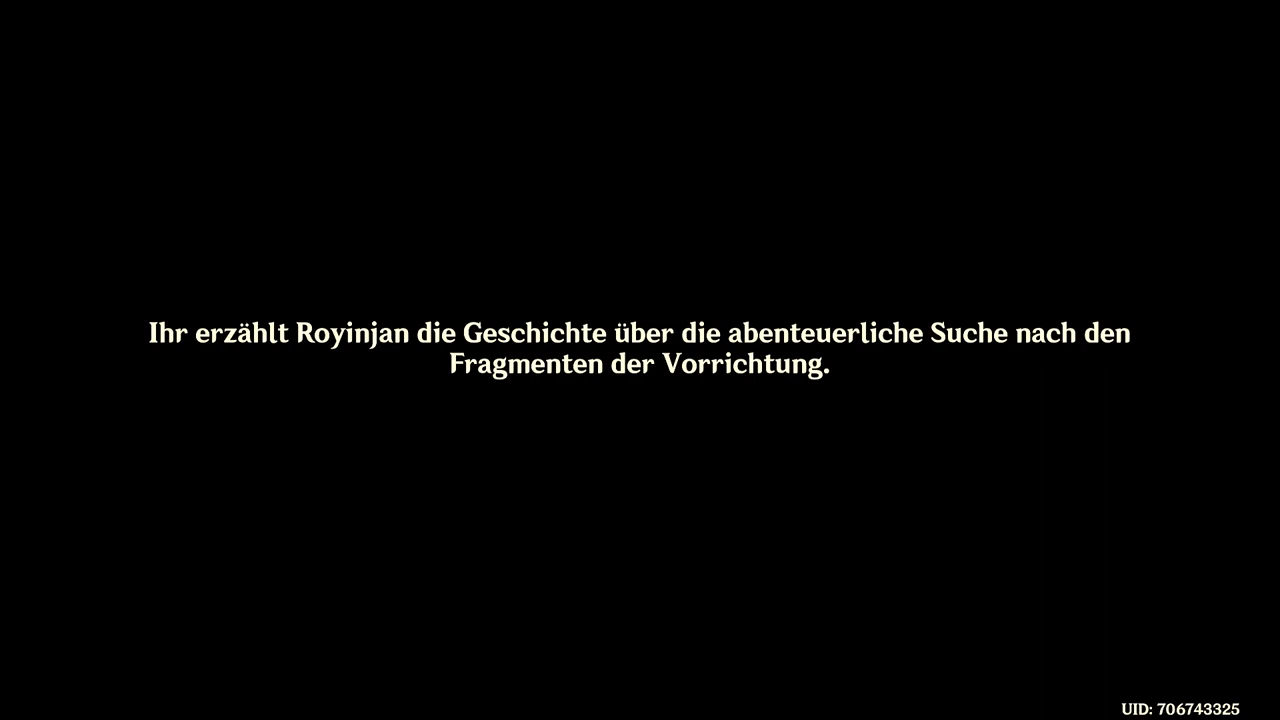 Ihr erzählt Royinjan die Geschichte über die abenteuerliche Suche nach den
Fragmenten der Vorrichtung.
UID: 706743325